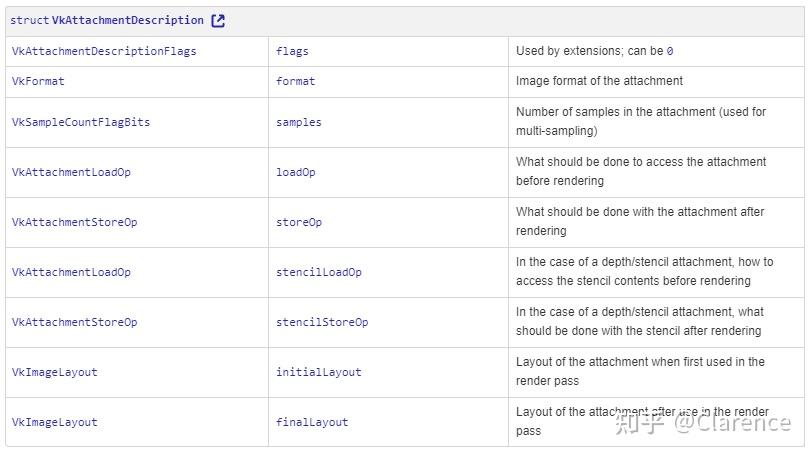 struct VkAttachmentDescription
VkAttachmentDescriptionFlags flags Used by extensions; can be 0
VkFormat format Image format of the attachment
VkSampleCountFlagBits samples Number of samples in the attachment (used for
multi-sampling)
VkAttachmentLoadOp loadOp What should be done to access the attachment
before rendering
VkAttachmentStoreOp storeOp What should be done with the attachment after
rendering
VkAttachmentLoadOp stencilLoadOp In the case of a depth/stencil attachment, how to
access the stencil contents before rendering
VkAttachmentStoreOp stencilStoreOp In the case of a depth/stencil attachment, what
should be done with the stencil after rendering
VkImageLayout initialLayout Layout of the attachment when first used in the
render pass
VkImageLayout finalLayout Layout of the attachment after use in the render
pass
知乎 @Clarence